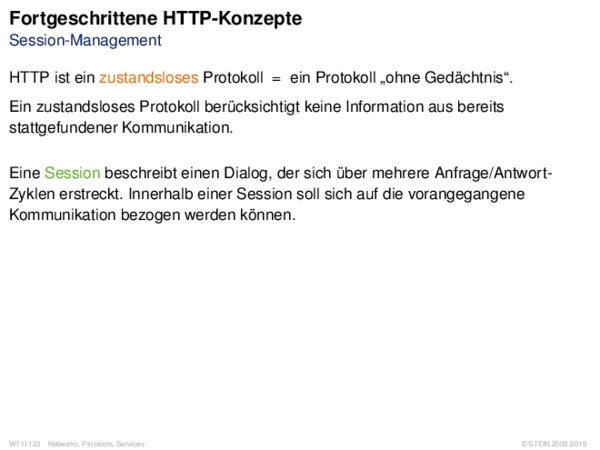 Fortgeschrittene HTTP-Konzepte
Session-Management
HTTP ist ein zustandsloses Protokoll = ein Protokoll „ohne Gedächtnis“.
Ein zustandsloses Protokoll berücksichtigt keine Information aus bereits
stattgefundener Kommunikation.
Eine Session beschreibt einen Dialog, der sich über mehrere Anfrage/Antwort-
Zyklen erstreckt. Innerhalb einer Session soll sich auf die vorangegangene
Kommunikation bezogen werden können.
WT:II-123 Networks, Protocols, Services © STEIN 2005-2019